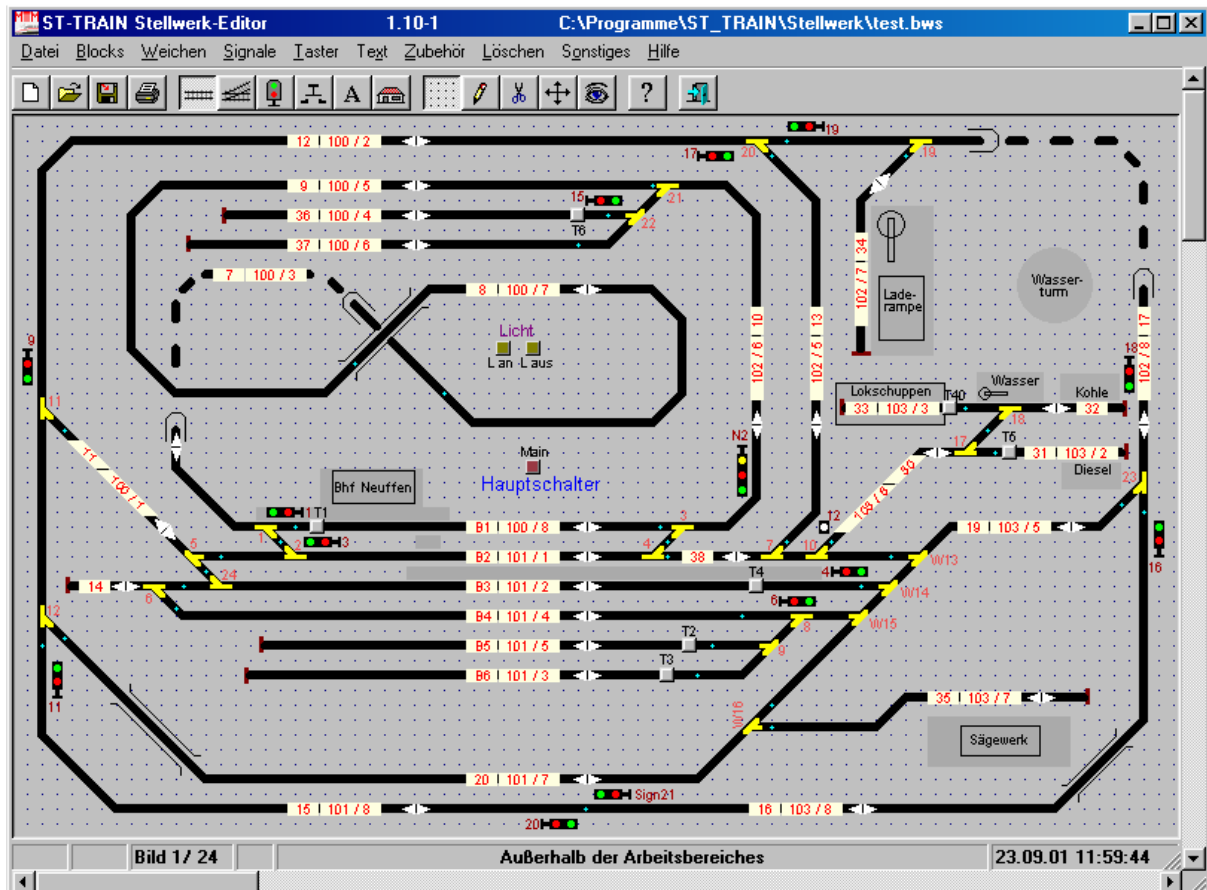 ST-TRAIN Stellwerk-Editor 1.10-1 C:\Programme\ST_TRAIN\Stellwerk\test.bws
Datei Blocks Weichen Signale Taster Text Zubehör Löschen Sonstiges Hilfe
A ?
12 100 / 2
19
17
20
19
9 100 / 5
15
21
36 100 / 4
T6
22
37 100 / 6
102 / 7 34
7 100 / 3
8 100 / 7
Lade-
rampe
Wasser-
turm
Licht
L an L aus
9
102 / 6 10
102 / 5 13
102 / 8 17
18
11
Lokschuppen
T40
Wasser
Kohle
33 103 / 3
32
18
11 100 / 1
N2
17
T5
31 103 / 2
Diesel
Main
Hauptschalter
Bhf Neuffen
23
1 T1
B1 100 / 8
3
12
19 103 / 5
1
2
3
5
B2 101 / 1
4
38
7
10
W13
16
24
14
B3 101 / 2
T4
4
W14
6
12
B4 101 / 4
6
8
W15
B5 101 / 5
T2
9
B6 101 / 3
T3
11
W16
35 103 / 7
Sägewerk
20 101 / 7
Sign21
15 101 / 8
16 103 / 8
20
Bild 1/ 24 Außerhalb der Arbeitsbereiches 23.09.01 11:59:44